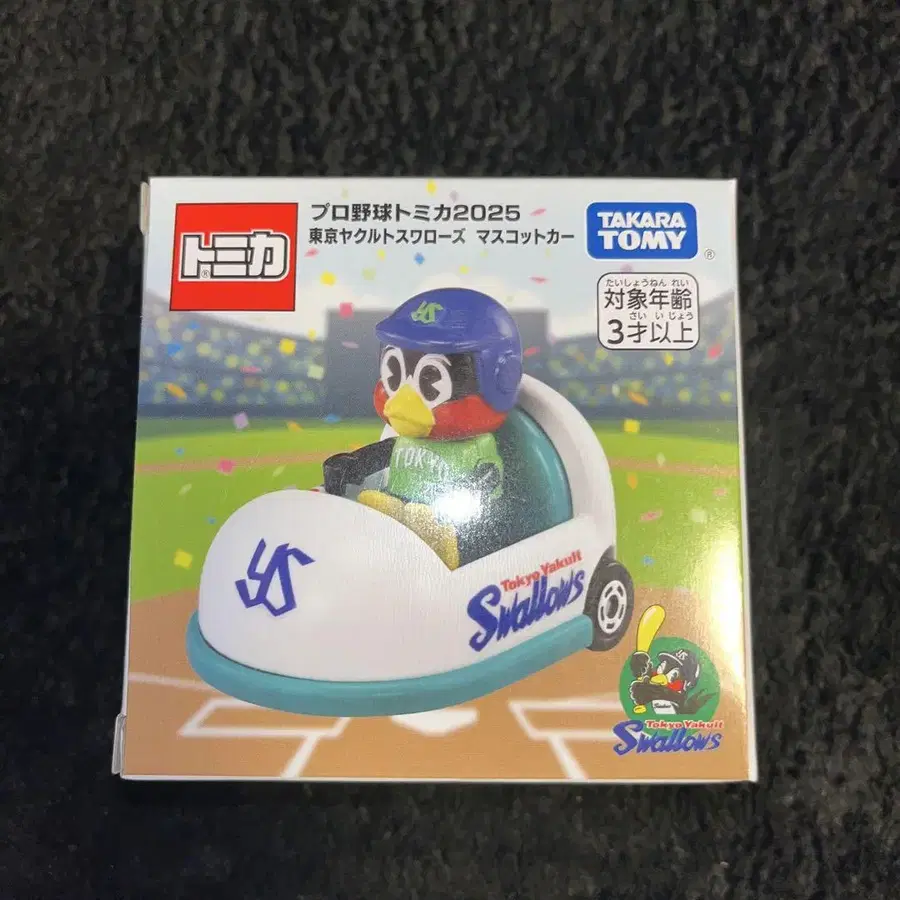 トミカ
®
プロ野球トミカ2025
東京ヤクルトスワローズ マスコットカー
TAKARA
TOMY
®
たいしょうねん れい
対象年齢
さい い じょう
3才以上
YS
TOKYO
YS
Tokyo Yakult
Swallows
YS
Tokyo Yakult
Swallows